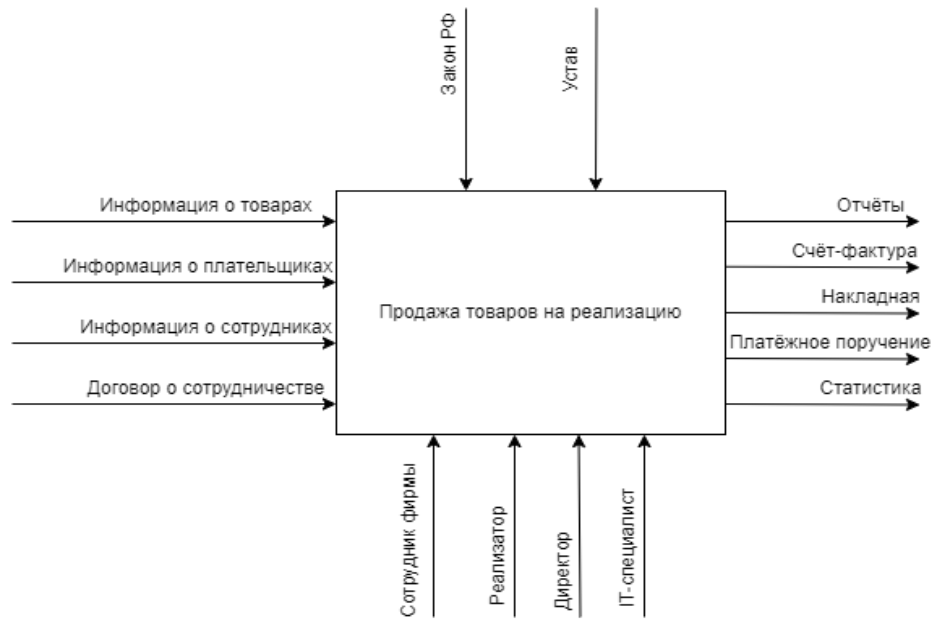 Закон РФ
Устав
Информация о товарах
Информация о плательщиках
Информация о сотрудниках
Договор о сотрудничестве
Продажа товаров на реализацию
Отчёты
Счёт-фактура
Накладная
Платёжное поручение
Статистика
Сотрудник фирмы
Реализатор
Директор
IT-специалист